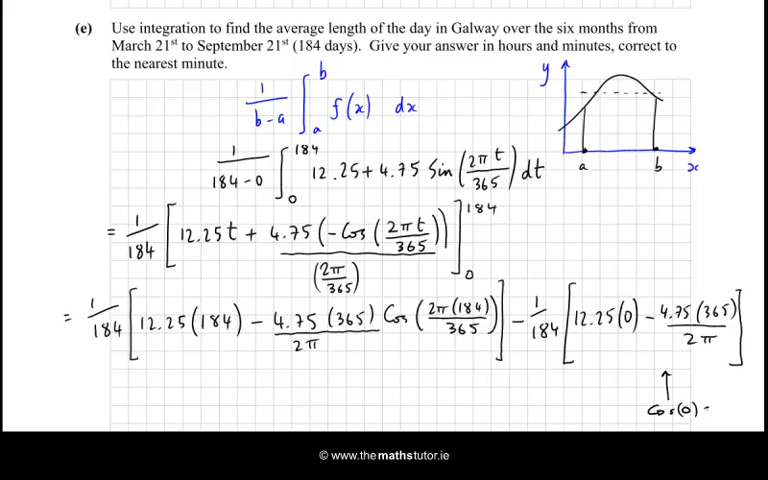 (e) Use integration to find the average length of the day in Galway over the six months from
March 21st to September 21st (184 days). Give your answer in hours and minutes, correct to
the nearest minute.
1/(b-a) ∫_a^b f(x) dx
y
a b x
1/(184-0) ∫_0^184 12.25 + 4.75 Sin(2πt/365) dt
= 1/184 [12.25t + 4.75(-Cos(2πt/365))/(2π/365)]_0^184
= 1/184 [12.25(184) - 4.75(365)/2π Cos(2π(184)/365)] - 1/184 [12.25(0) - 4.75(365)/2π]
↑
Cos(0) =
© www.themathstutor.ie